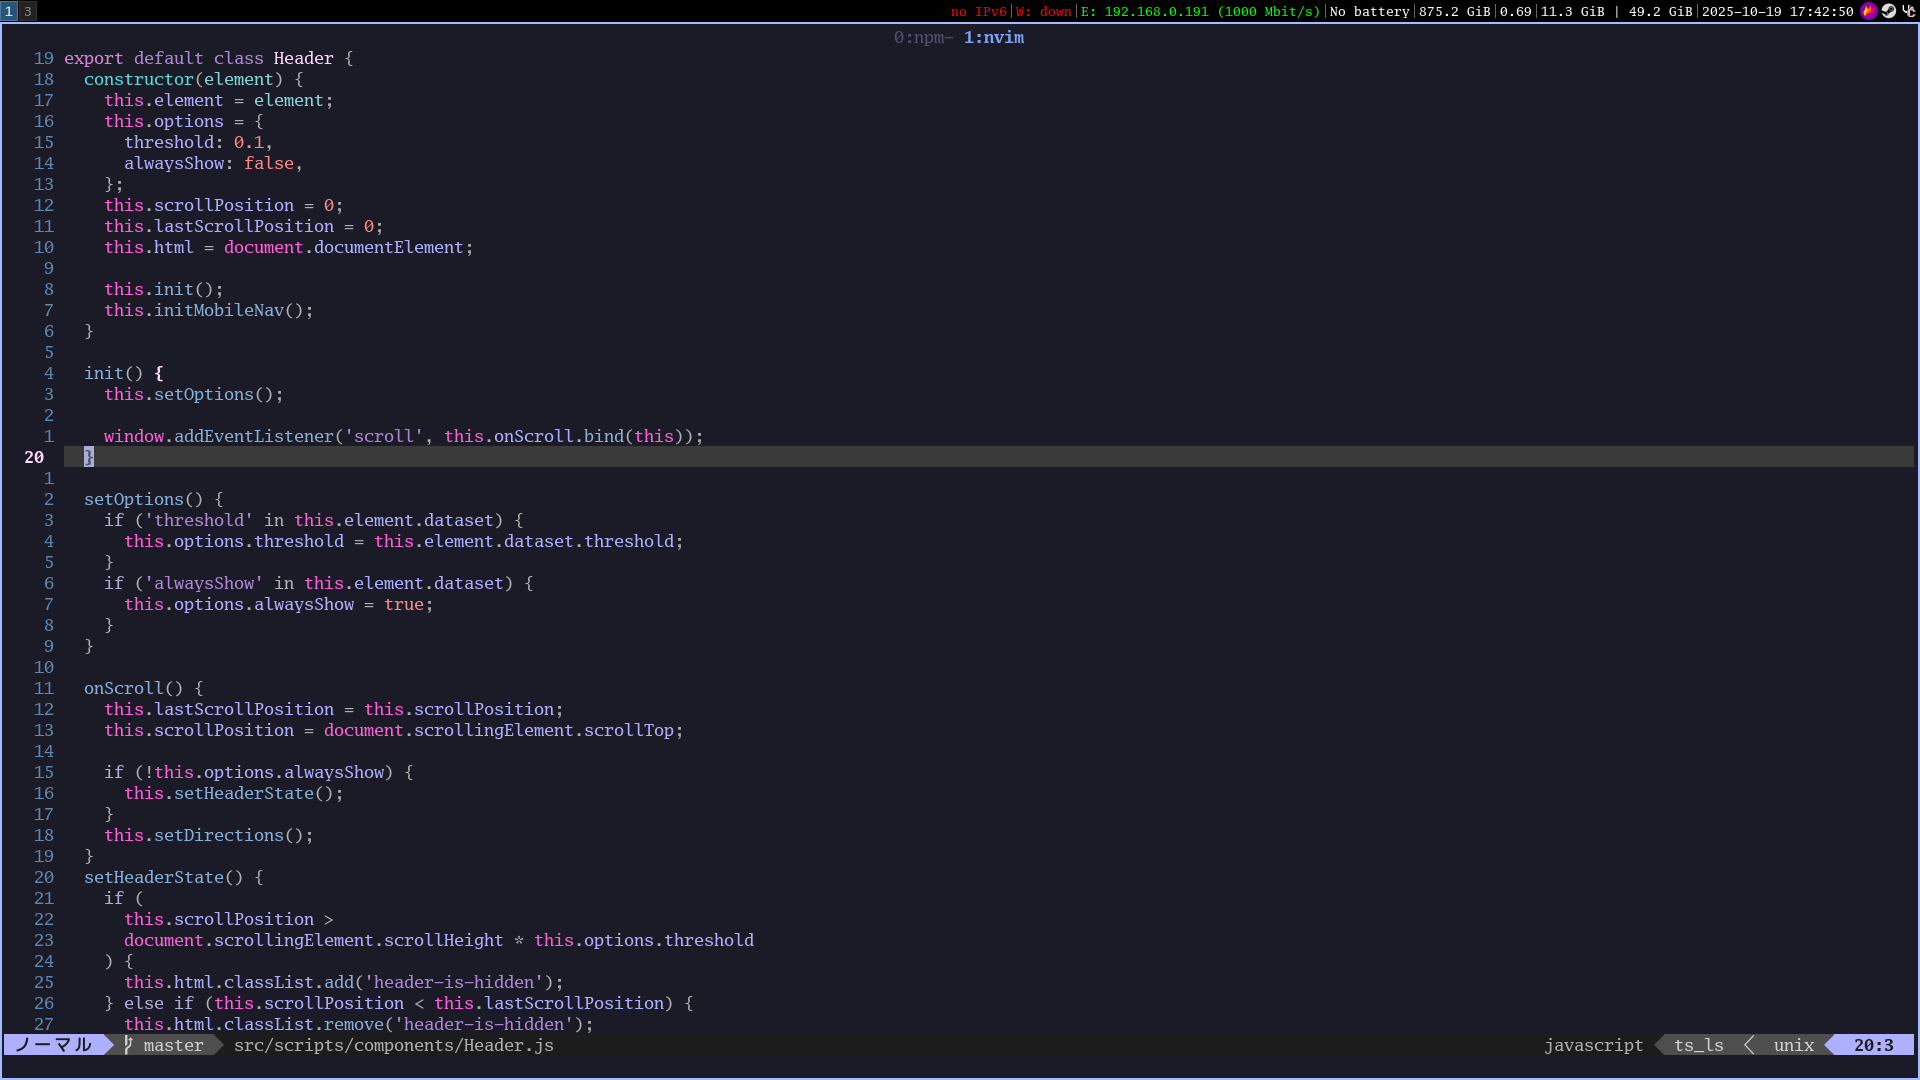 1 3 no IPv6|W: down|E: 192.168.0.191 (1000 Mbit/s)|No battery|875.2 GiB|0.69|11.3 GiB | 49.2 GiB|2025-10-19 17:42:50
0:npm- 1:nvim
19 export default class Header {
18   constructor(element) {
17     this.element = element;
16     this.options = {
15       threshold: 0.1,
14       alwaysShow: false,
13     };
12     this.scrollPosition = 0;
11     this.lastScrollPosition = 0;
10     this.html = document.documentElement;
9
8     this.init();
7     this.initMobileNav();
6   }
5
4   init() {
3     this.setOptions();
2
1     window.addEventListener('scroll', this.onScroll.bind(this));
20   }
1
2   setOptions() {
3     if ('threshold' in this.element.dataset) {
4       this.options.threshold = this.element.dataset.threshold;
5     }
6     if ('alwaysShow' in this.element.dataset) {
7       this.options.alwaysShow = true;
8     }
9   }
10
11   onScroll() {
12     this.lastScrollPosition = this.scrollPosition;
13     this.scrollPosition = document.scrollingElement.scrollTop;
14
15     if (!this.options.alwaysShow) {
16       this.setHeaderState();
17     }
18     this.setDirections();
19   }
20   setHeaderState() {
21     if (
22       this.scrollPosition >
23       document.scrollingElement.scrollHeight * this.options.threshold
24     ) {
25       this.html.classList.add('header-is-hidden');
26     } else if (this.scrollPosition < this.lastScrollPosition) {
27       this.html.classList.remove('header-is-hidden');
ノーマル master src/scripts/components/Header.js javascript ts_ls unix 20:3